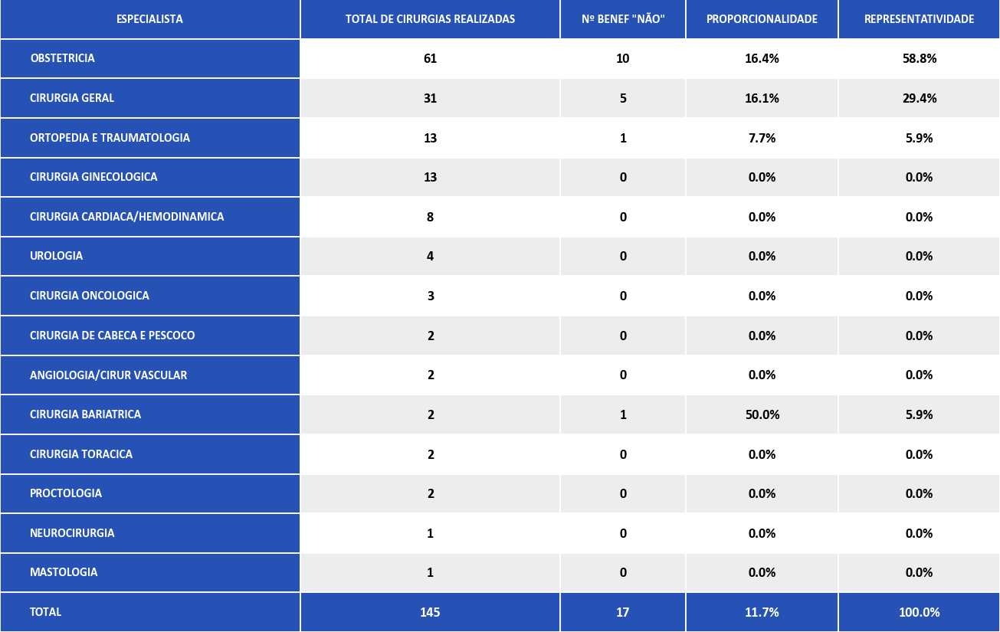 ESPECIALISTA TOTAL DE CIRURGIAS REALIZADAS Nº BENEF "NÃO" PROPORCIONALIDADE REPRESENTATIVIDADE
OBSTETRICIA 61 10 16.4% 58.8%
CIRURGIA GERAL 31 5 16.1% 29.4%
ORTOPEDIA E TRAUMATOLOGIA 13 1 7.7% 5.9%
CIRURGIA GINECOLOGICA 13 0 0.0% 0.0%
CIRURGIA CARDIACA/HEMODINAMICA 8 0 0.0% 0.0%
UROLOGIA 4 0 0.0% 0.0%
CIRURGIA ONCOLOGICA 3 0 0.0% 0.0%
CIRURGIA DE CABECA E PESCOCO 2 0 0.0% 0.0%
ANGIOLOGIA/CIRUR VASCULAR 2 0 0.0% 0.0%
CIRURGIA BARIATRICA 2 1 50.0% 5.9%
CIRURGIA TORACICA 2 0 0.0% 0.0%
PROCTOLOGIA 2 0 0.0% 0.0%
NEUROCIRURGIA 1 0 0.0% 0.0%
MASTOLOGIA 1 0 0.0% 0.0%
TOTAL 145 17 11.7% 100.0%